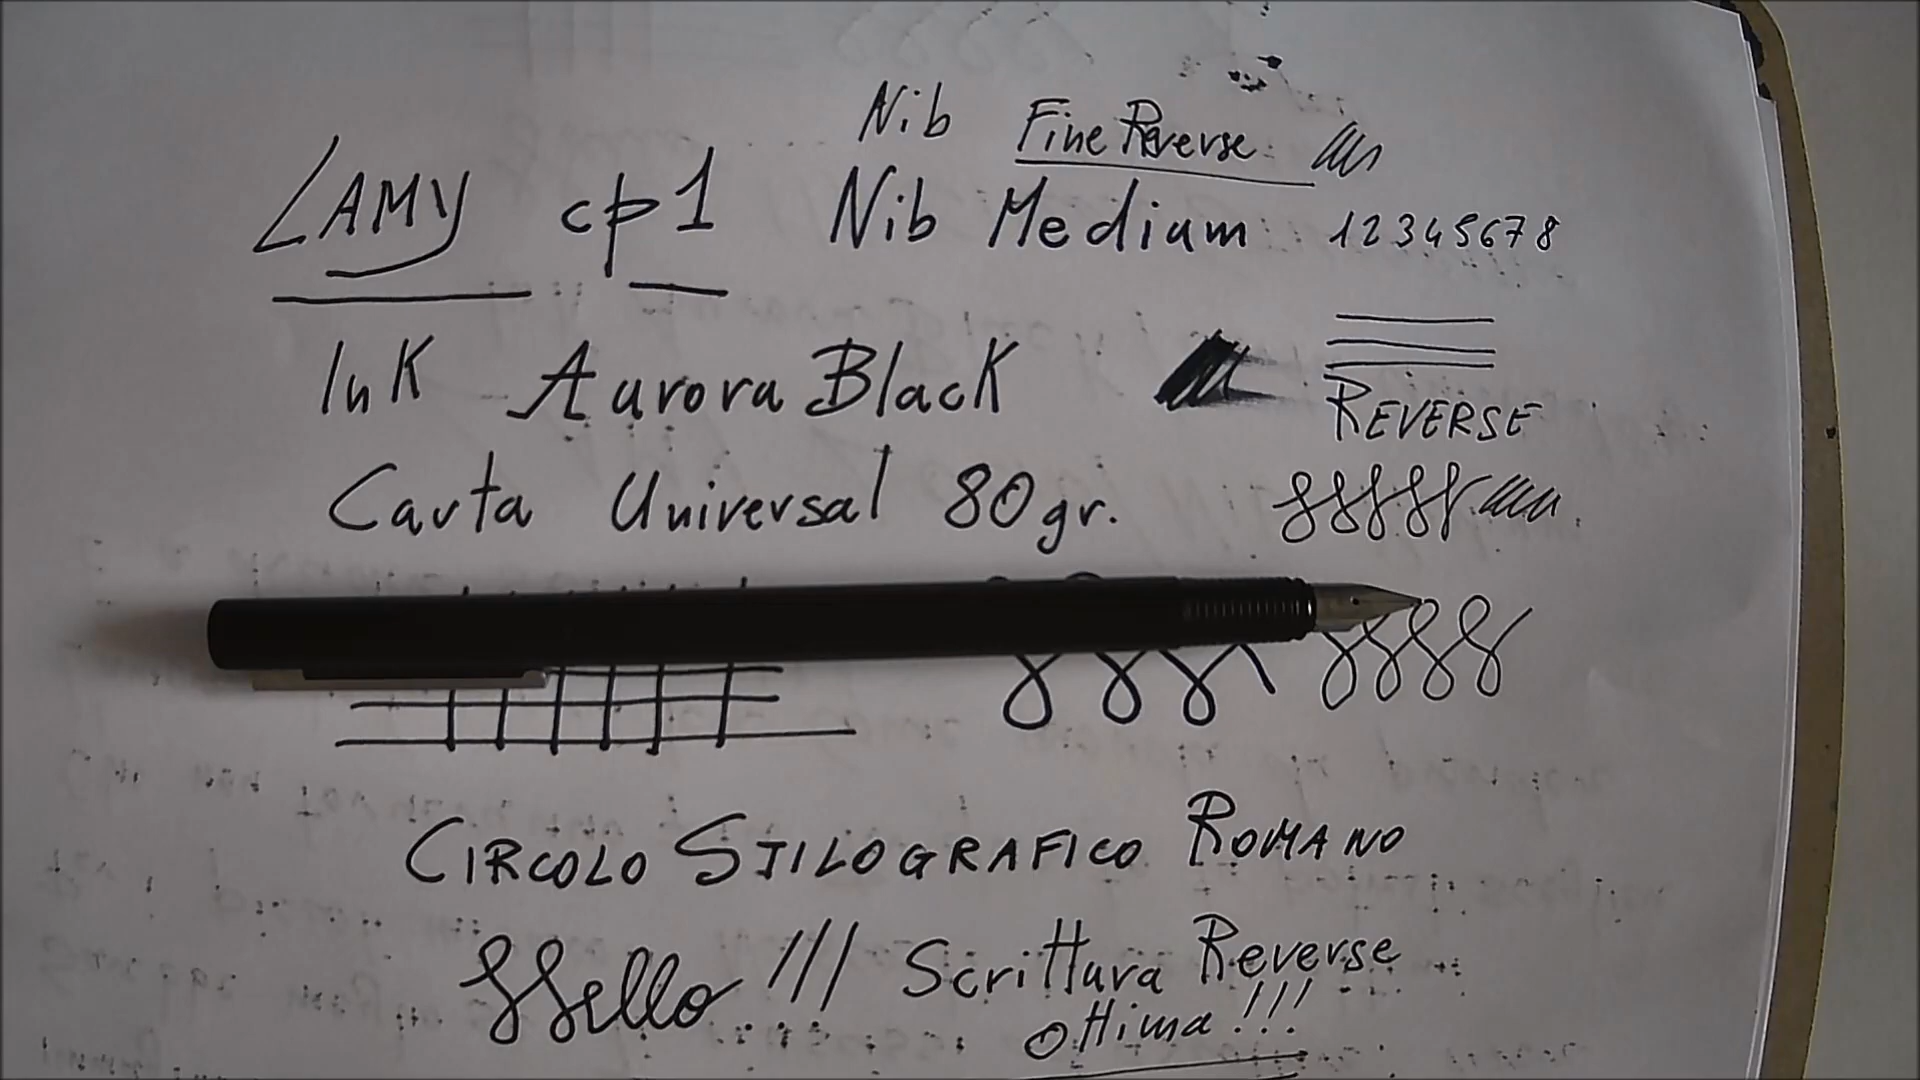 Nib Fine Reverse
LAMY cp1 Nib Medium 12345678
Ink Aurora Black
REVERSE
Carta Universal 80gr.
CIRCOLO STILOGRAFICO ROMANO
Hello !!! Scrittura Reverse
Ottima!!!